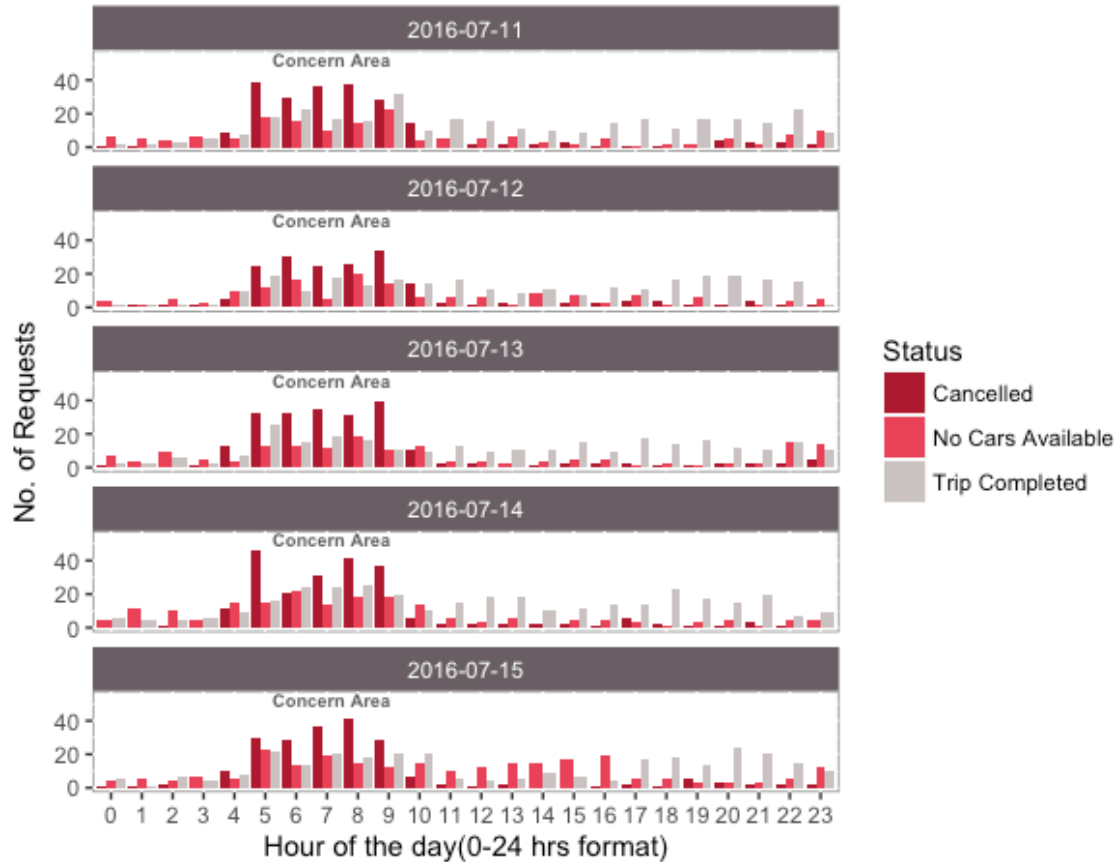 2016-07-11
Concern Area
40
20
0
2016-07-12
Concern Area
40
20
0
2016-07-13
Concern Area
40
20
0
2016-07-14
Concern Area
40
20
0
2016-07-15
Concern Area
40
20
0
0 1 2 3 4 5 6 7 8 9 10 11 12 13 14 15 16 17 18 19 20 21 22 23
Hour of the day(0-24 hrs format)
No. of Requests
Status
Cancelled
No Cars Available
Trip Completed